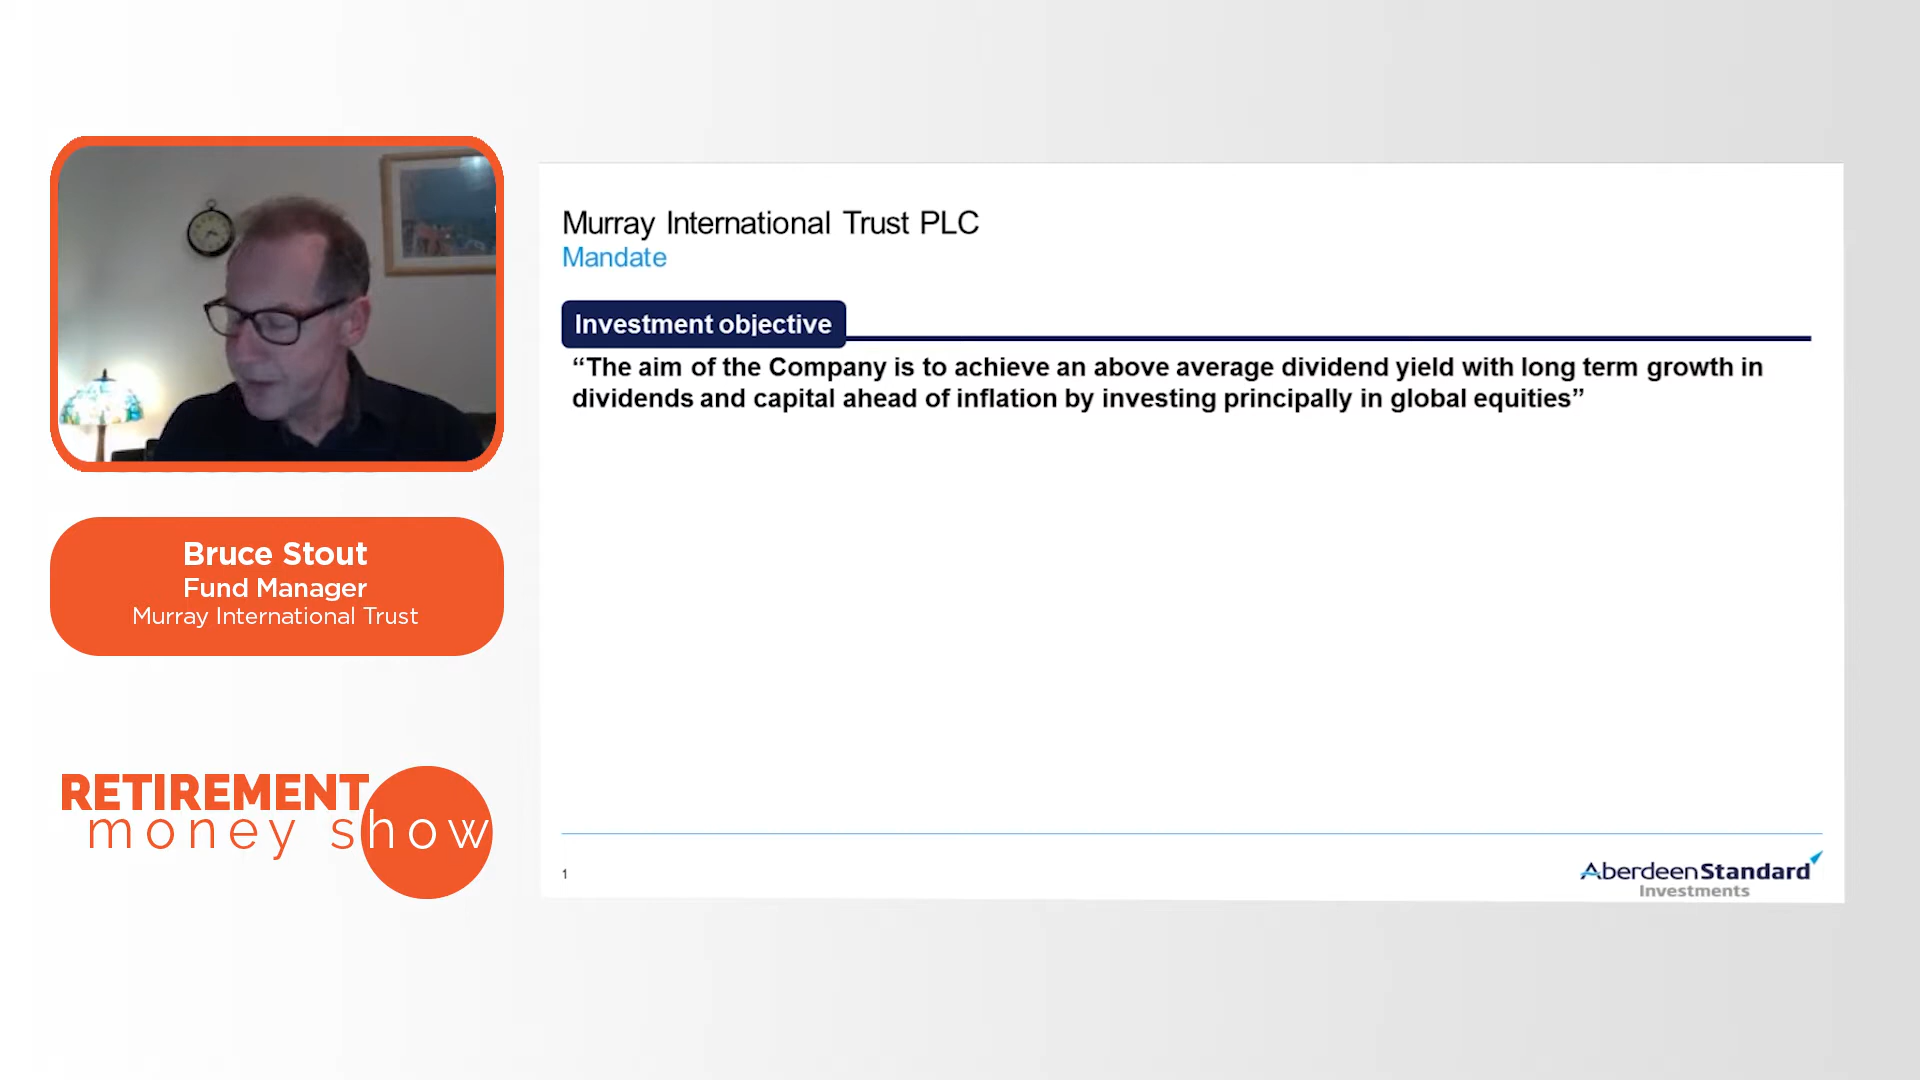 Murray International Trust PLC
Mandate
Investment objective
“The aim of the Company is to achieve an above average dividend yield with long term growth in
dividends and capital ahead of inflation by investing principally in global equities”
Bruce Stout
Fund Manager
Murray International Trust
RETIREMENT
money show
1
AberdeenStandard
Investments